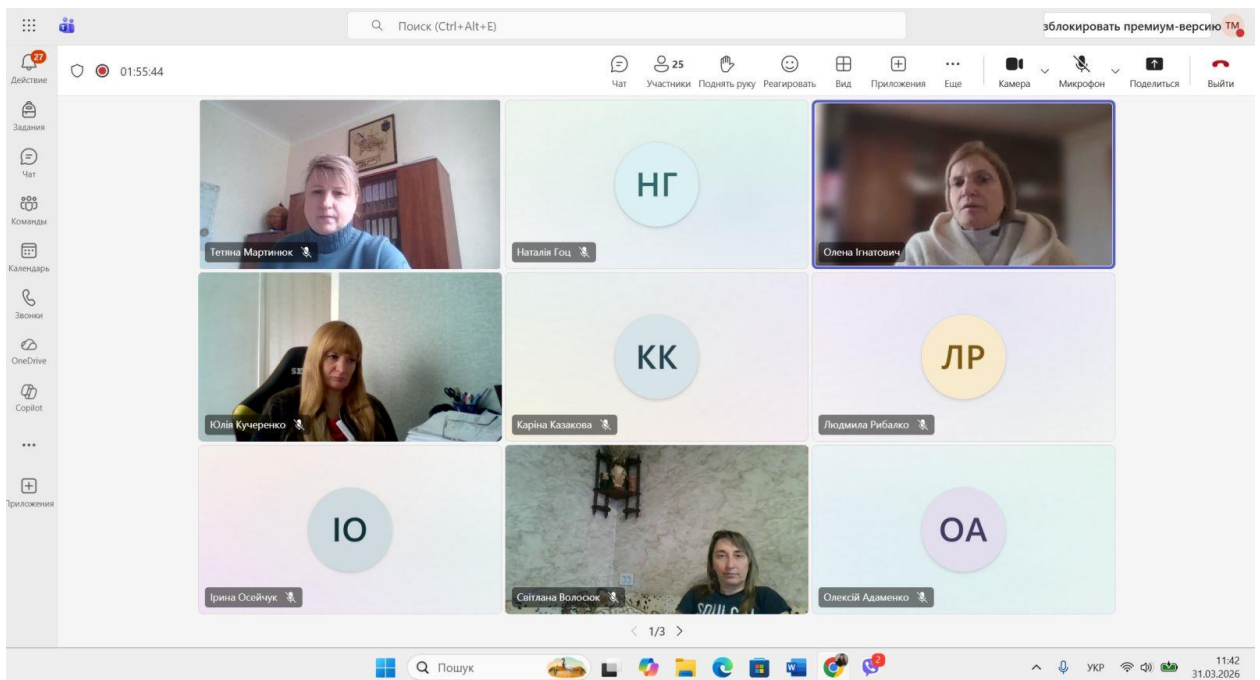 Поиск (Ctrl+Alt+E)
зблокировать премиум-версию
ТМ
27
Действие
Задания
Чат
Команды
Календарь
Звонки
OneDrive
Copilot
Приложения
01:55:44
Чат
25
Участники
Поднять руку
Реагировать
Вид
Приложения
Еще
Камера
Микрофон
Поделиться
Выйти
Тетяна Мартинюк
НГ
Наталія Гоц
Олена Ігнатович
Юлія Кучеренко
КК
Каріна Казакова
ЛР
Людмила Рибалко
ІО
Ірина Осейчук
Світлана Волосюк
ОА
Олексій Адаменко
1/3
Пошук
2
УКР
11:42
31.03.2026